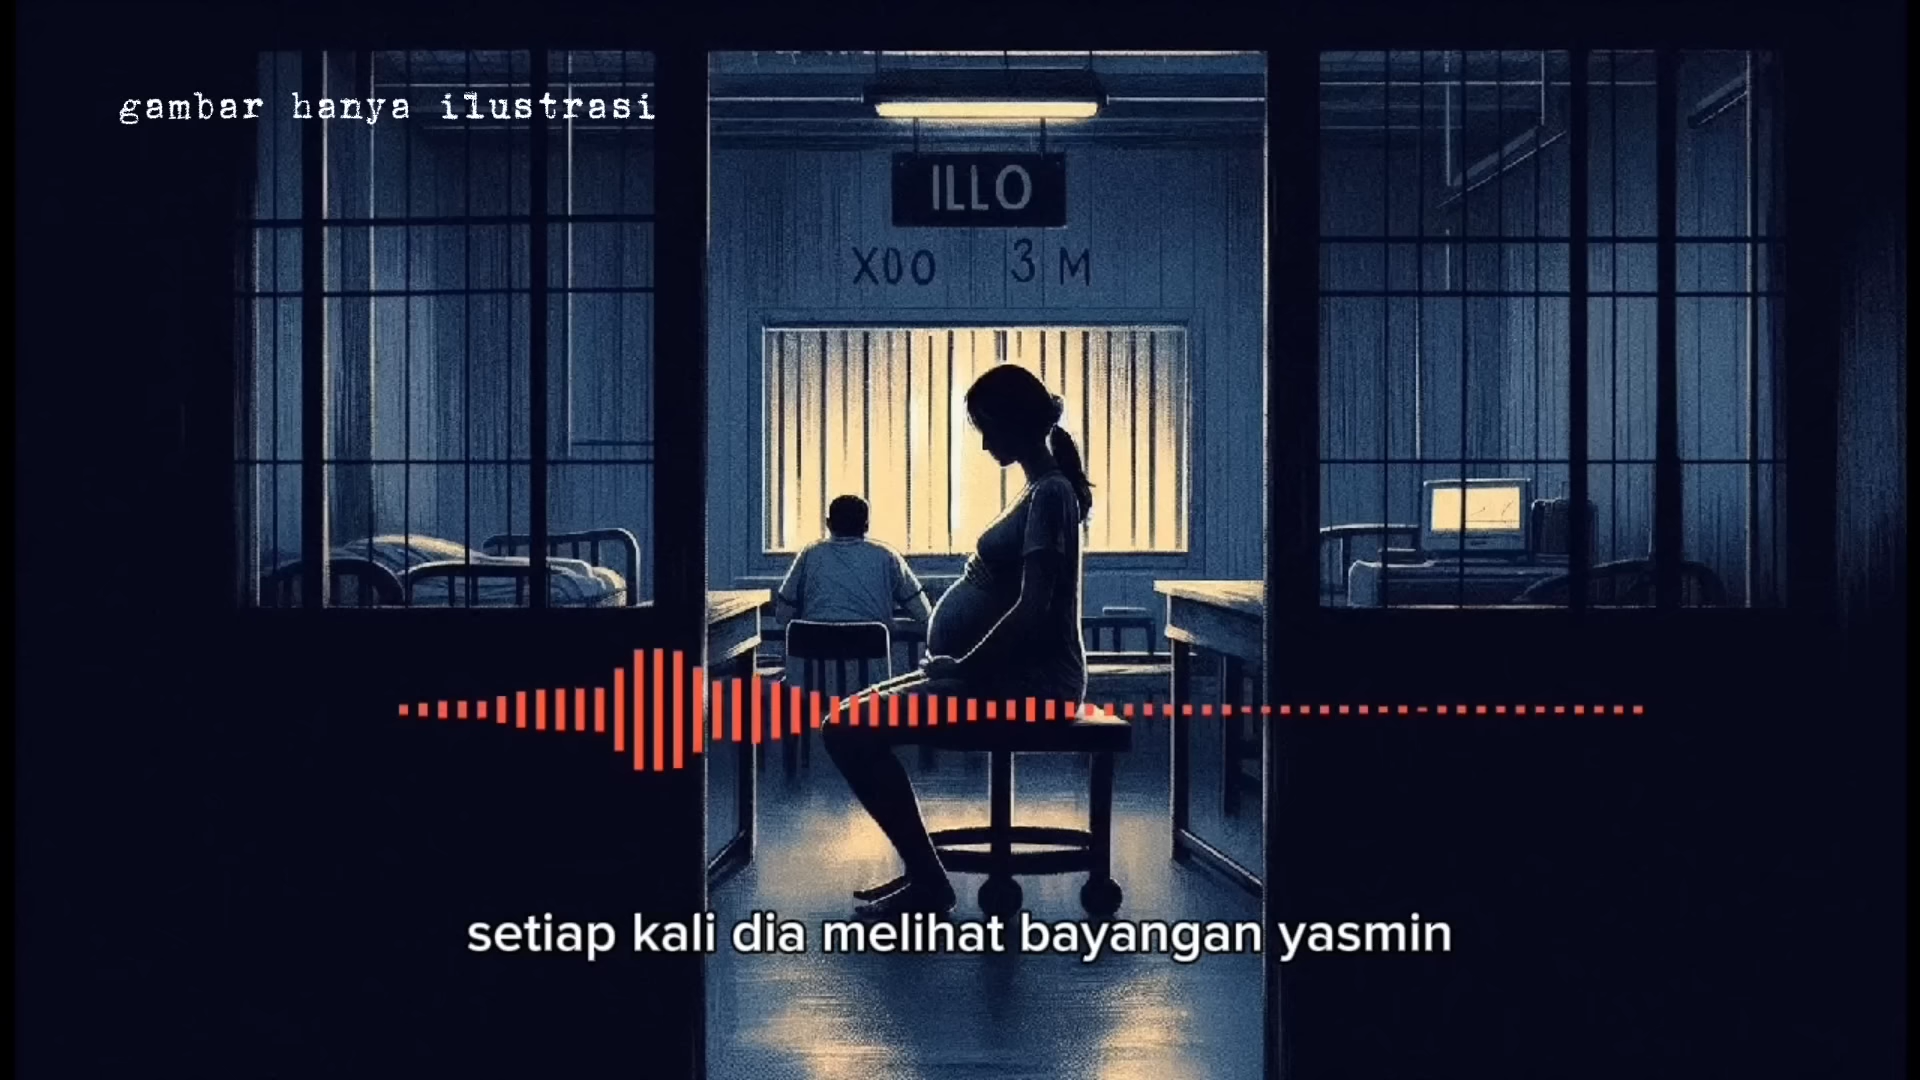 gambar hanya ilustrasi
ILLO
X00 3 M
setiap kali dia melihat bayangan yasmin